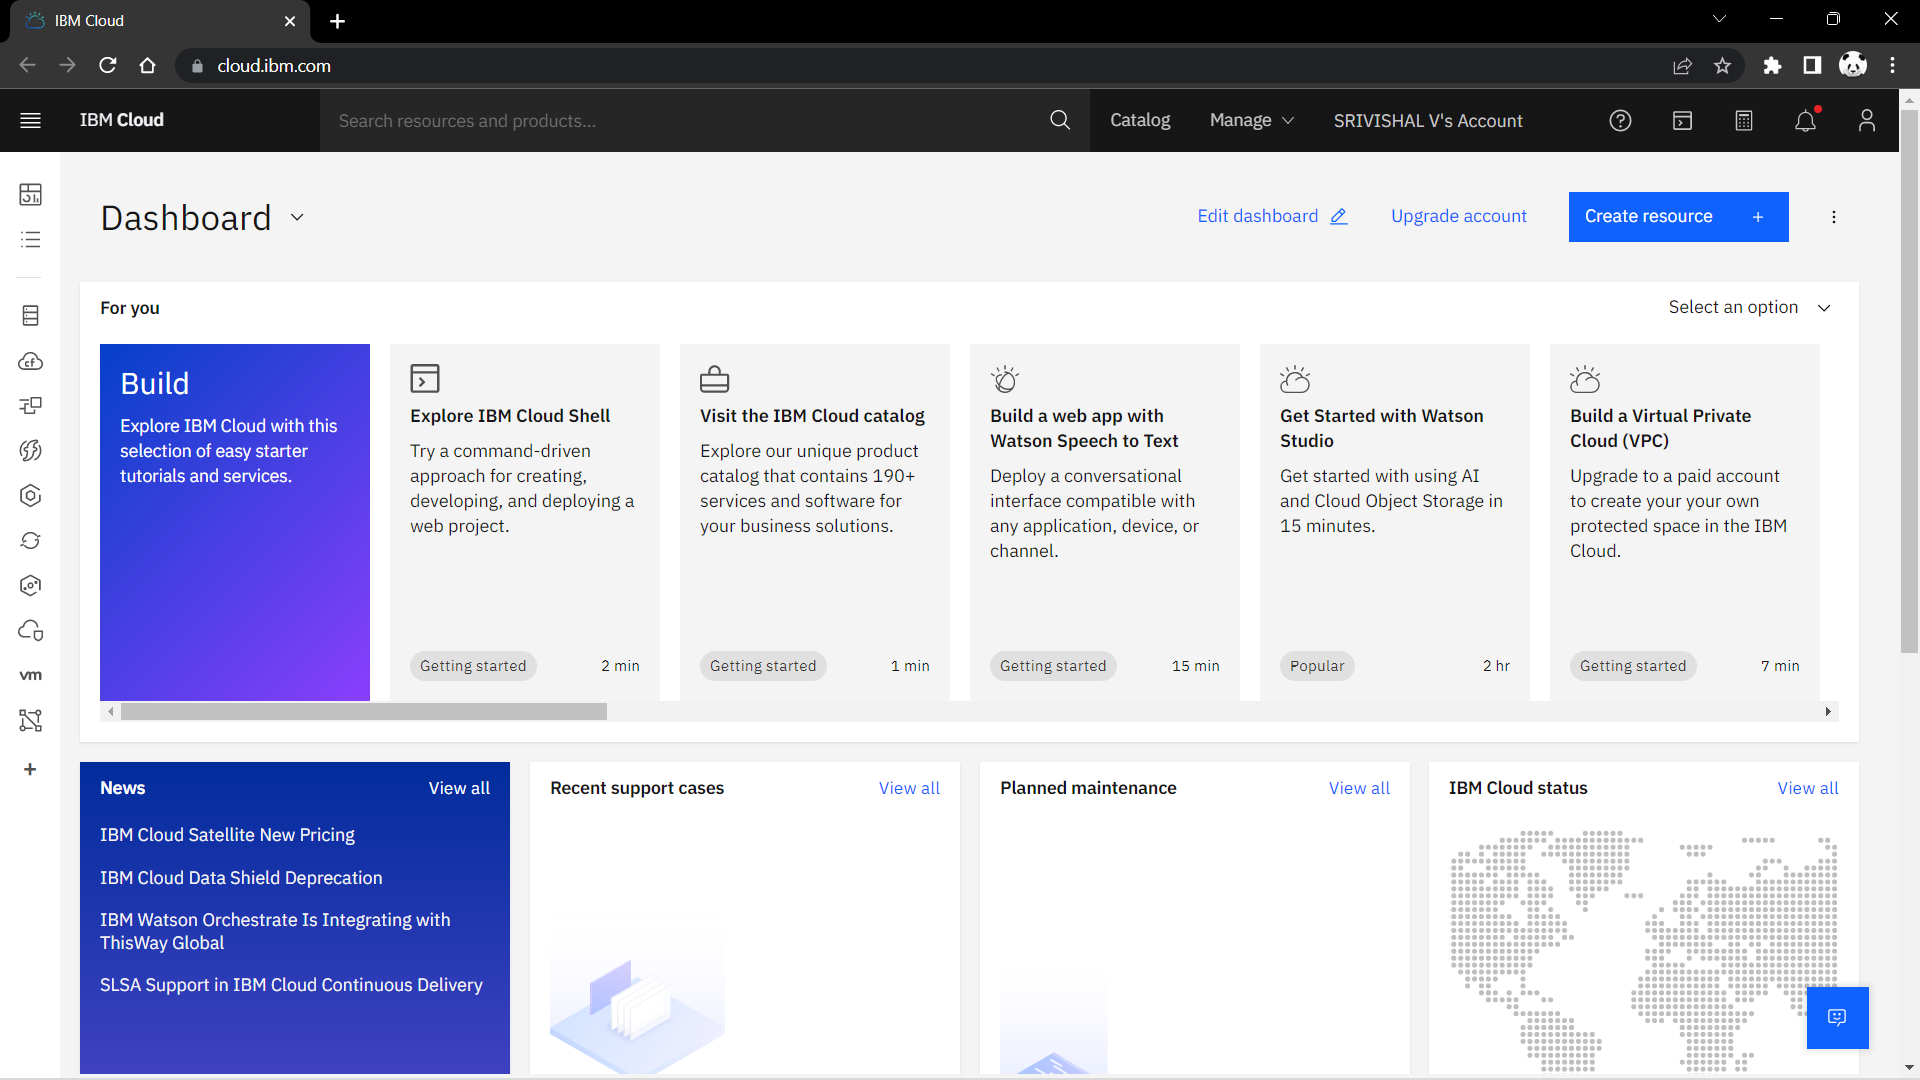 IBM Cloud
cloud.ibm.com
IBM Cloud
Search resources and products...
Catalog
Manage
SRIVISHAL V's Account
Dashboard
Edit dashboard
Upgrade account
Create resource
For you
Select an option
Build
Explore IBM Cloud with this
selection of easy starter
tutorials and services.
Explore IBM Cloud Shell
Try a command-driven
approach for creating,
developing, and deploying a
web project.
Getting started
2 min
Visit the IBM Cloud catalog
Explore our unique product
catalog that contains 190+
services and software for
your business solutions.
Getting started
1 min
Build a web app with
Watson Speech to Text
Deploy a conversational
interface compatible with
any application, device, or
channel.
Getting started
15 min
Get Started with Watson
Studio
Get started with using AI
and Cloud Object Storage in
15 minutes.
Popular
2 hr
Build a Virtual Private
Cloud (VPC)
Upgrade to a paid account
to create your your own
protected space in the IBM
Cloud.
Getting started
7 min
cf
vm
News
View all
IBM Cloud Satellite New Pricing
IBM Cloud Data Shield Deprecation
IBM Watson Orchestrate Is Integrating with
ThisWay Global
SLSA Support in IBM Cloud Continuous Delivery
Recent support cases
View all
Planned maintenance
View all
IBM Cloud status
View all